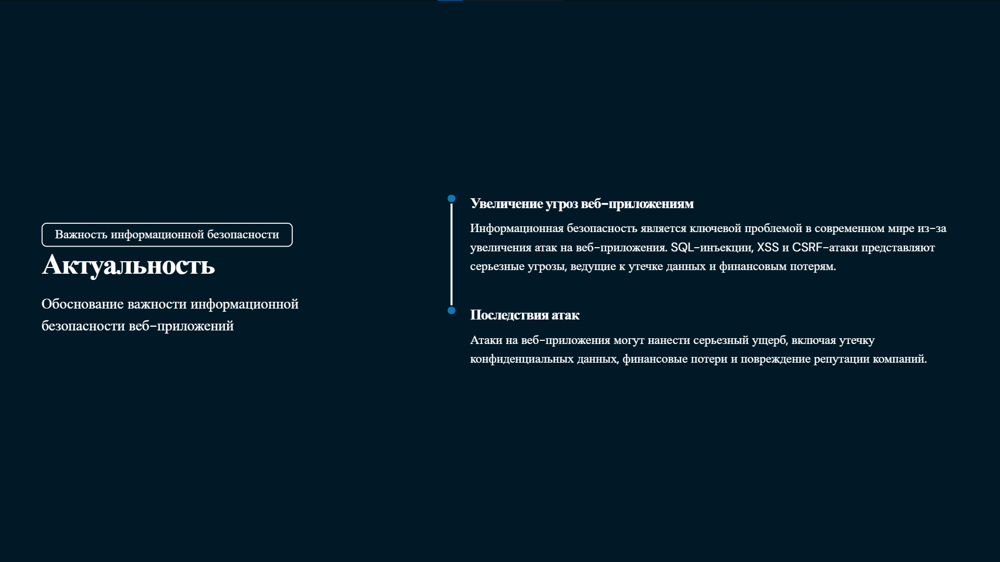 Важность информационной безопасности
Актуальность
Обоснование важности информационной
безопасности веб-приложений
Увеличение угроз веб-приложениям
Информационная безопасность является ключевой проблемой в современном мире из-за
увеличения атак на веб-приложения. SQL-инъекции, XSS и CSRF-атаки представляют
серьезные угрозы, ведущие к утечке данных и финансовым потерям.
Последствия атак
Атаки на веб-приложения могут нанести серьезный ущерб, включая утечку
конфиденциальных данных, финансовые потери и повреждение репутации компаний.